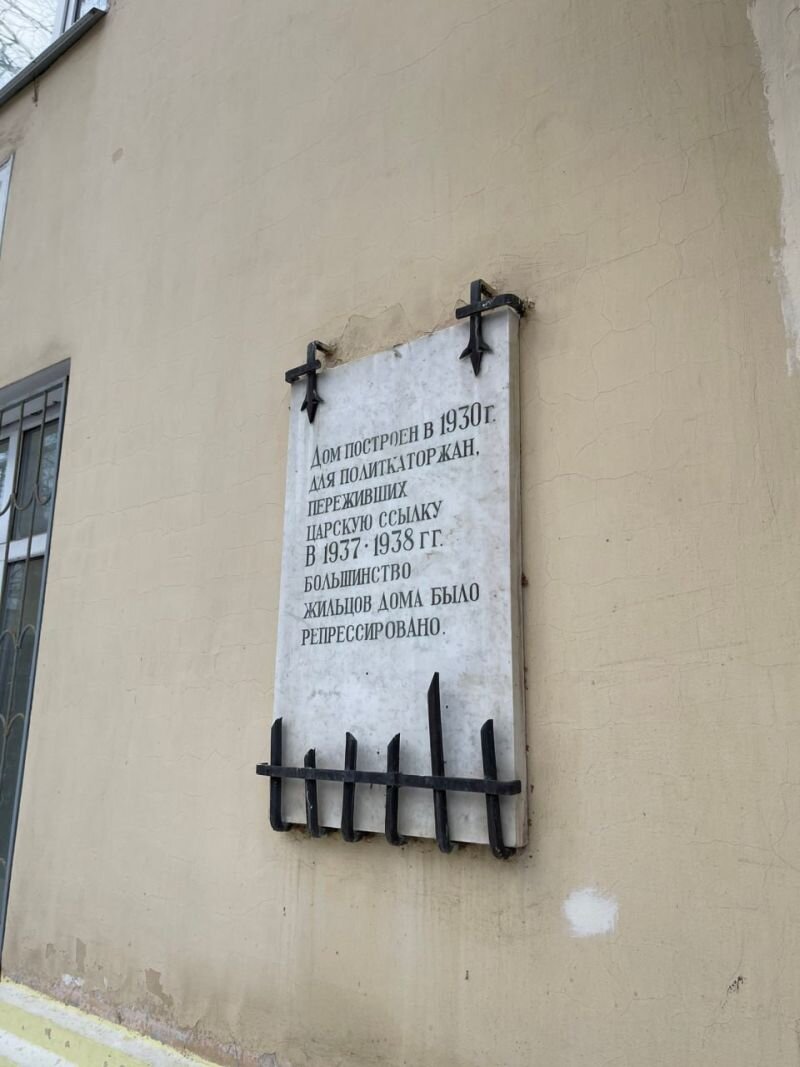 Дом построен в 1930 г.
для политкаторжан,
переживших
царскую ссылку
В 1937 · 1938 гг.
большинство
жильцов дома было
репрессировано.